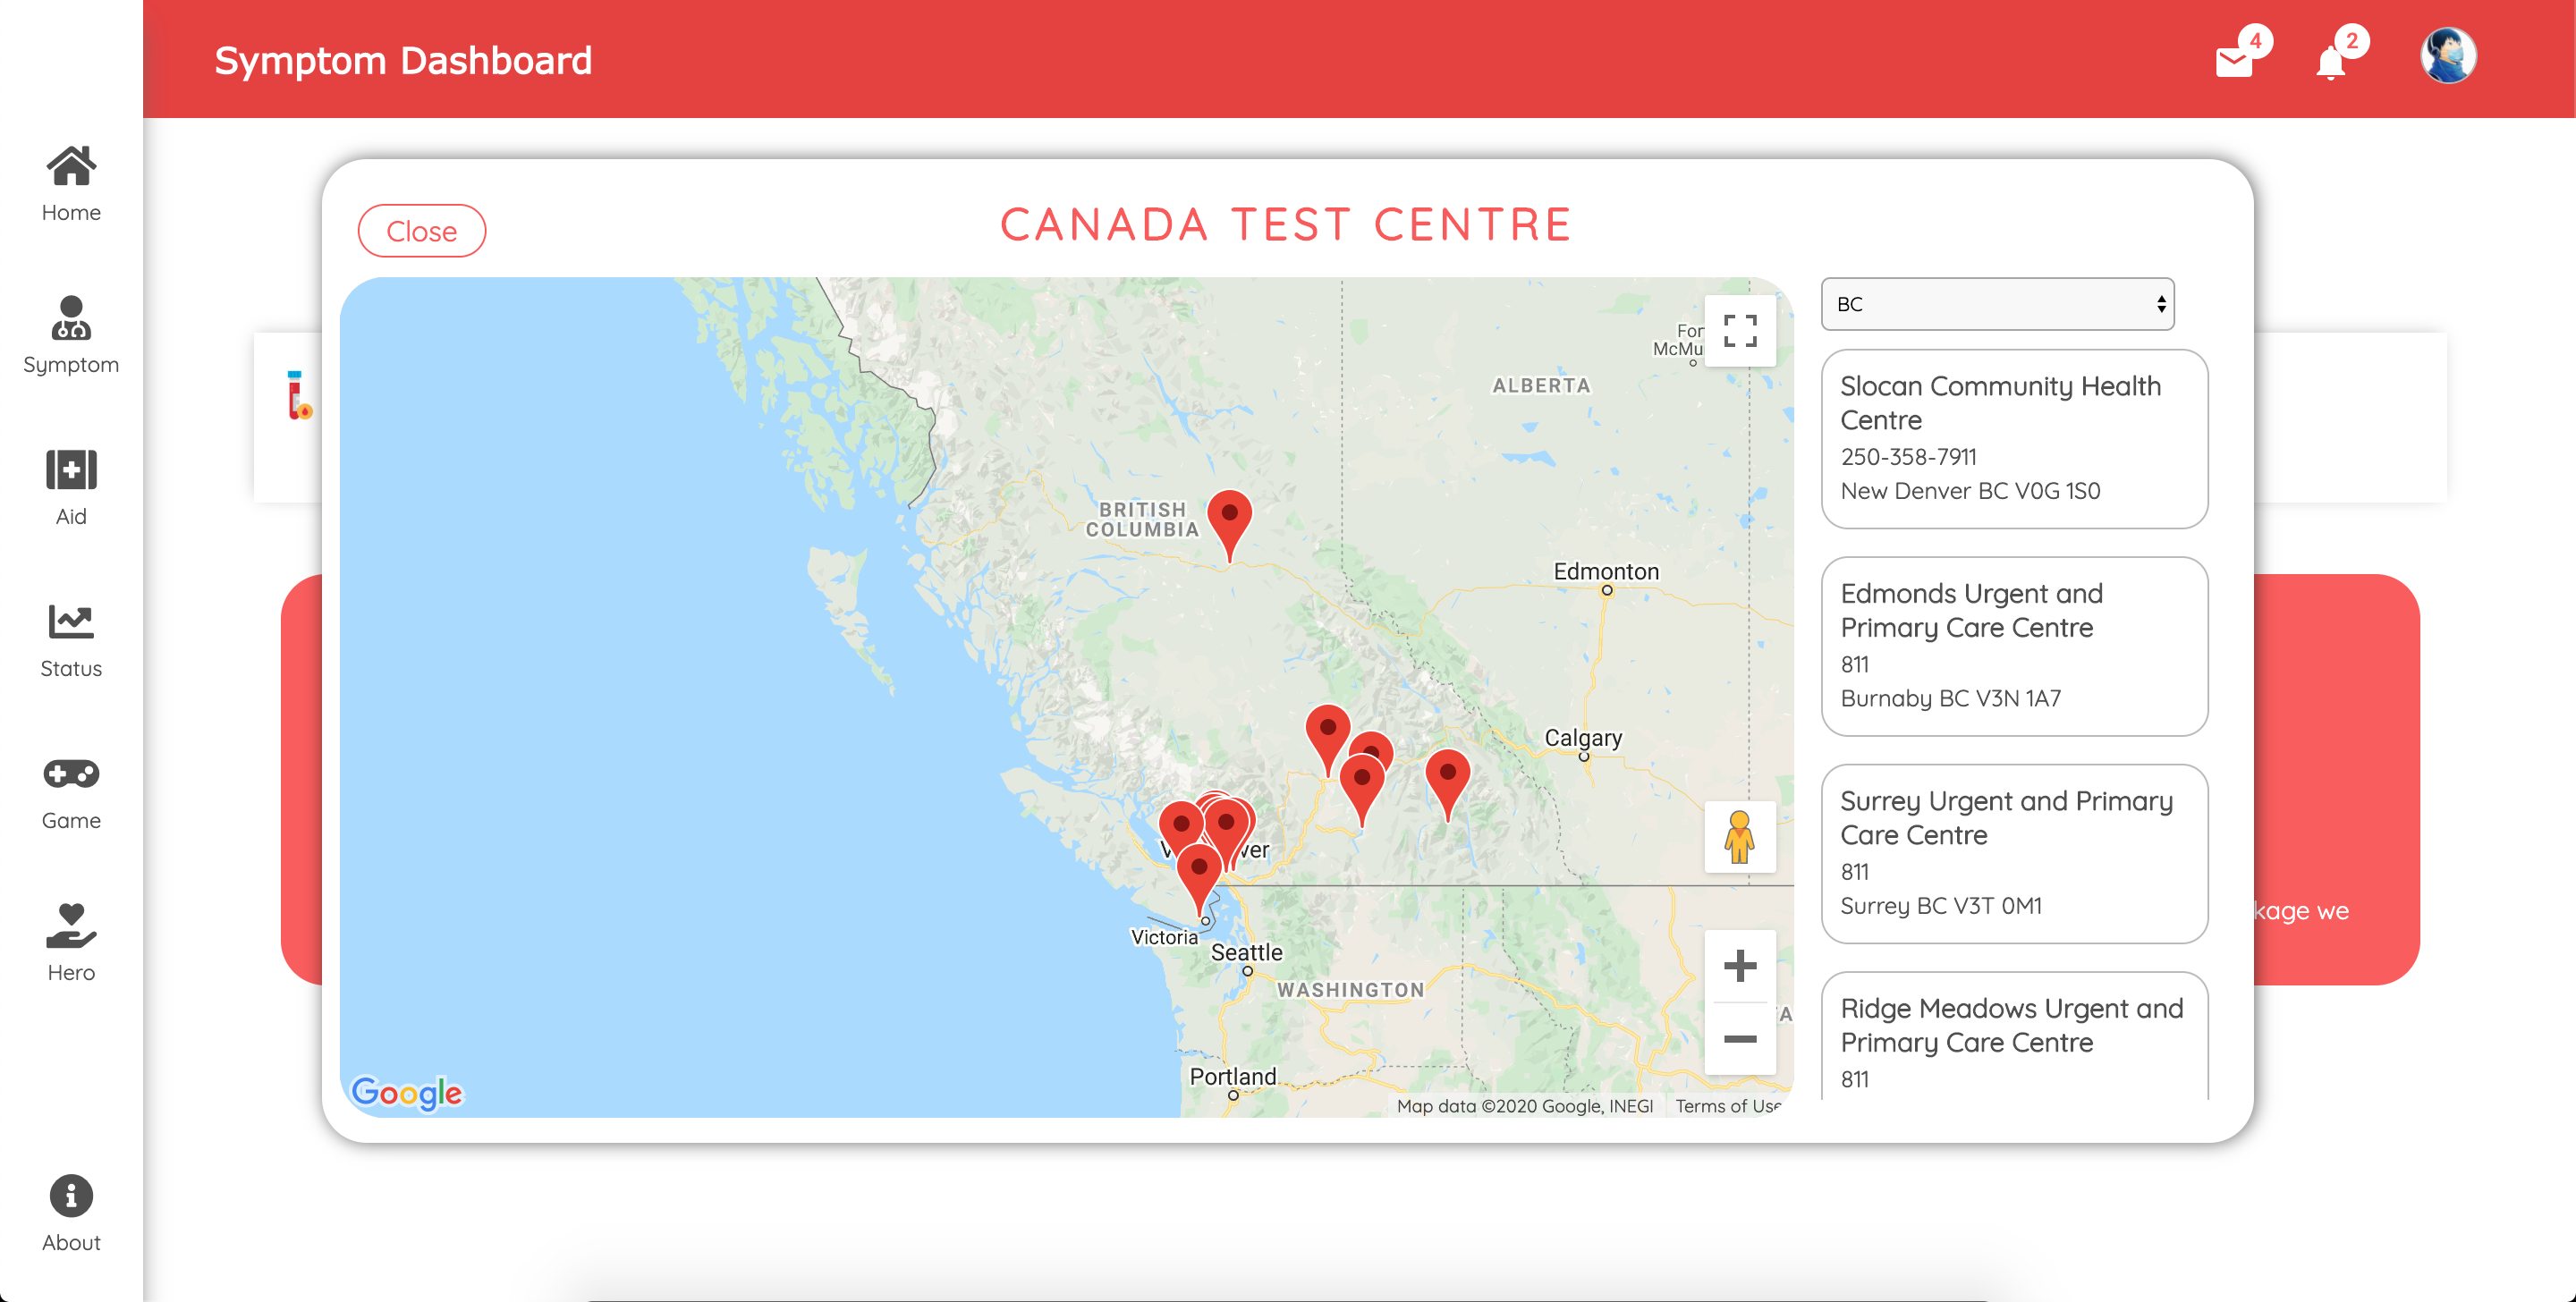 Symptom Dashboard
4
2
Home
Symptom
Aid
Status
Game
Hero
About
Close
CANADA TEST CENTRE
BC
Slocan Community Health
Centre
250-358-7911
New Denver BC V0G 1S0
Edmonds Urgent and
Primary Care Centre
811
Burnaby BC V3N 1A7
Surrey Urgent and Primary
Care Centre
811
Surrey BC V3T 0M1
Ridge Meadows Urgent and
Primary Care Centre
811
ALBERTA
BRITISH
COLUMBIA
Edmonton
Calgary
Victoria
Seattle
WASHINGTON
Portland
Google
Map data ©2020 Google, INEGI
Terms of Use
we